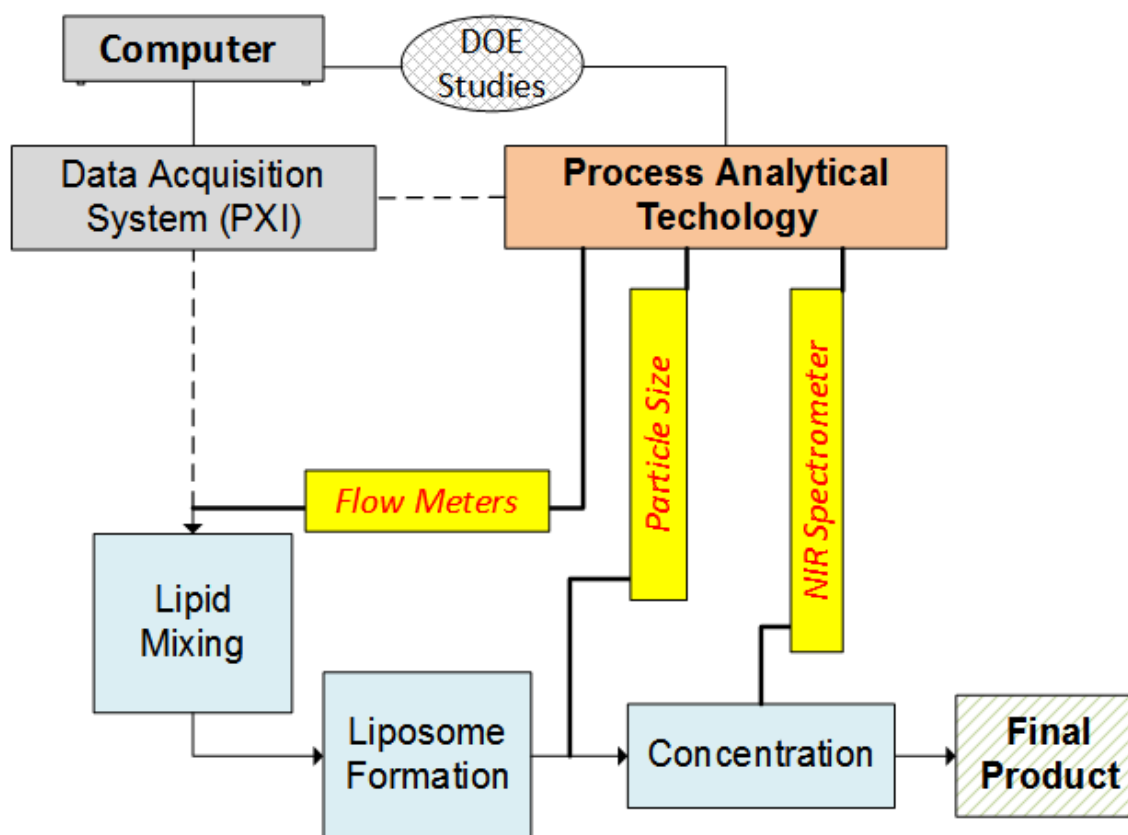 Computer
DOE
Studies
Data Acquisition
System (PXI)
Process Analytical
Techology
Particle Size
NIR Spectrometer
Flow Meters
Lipid
Mixing
Liposome
Formation
Concentration
Final
Product